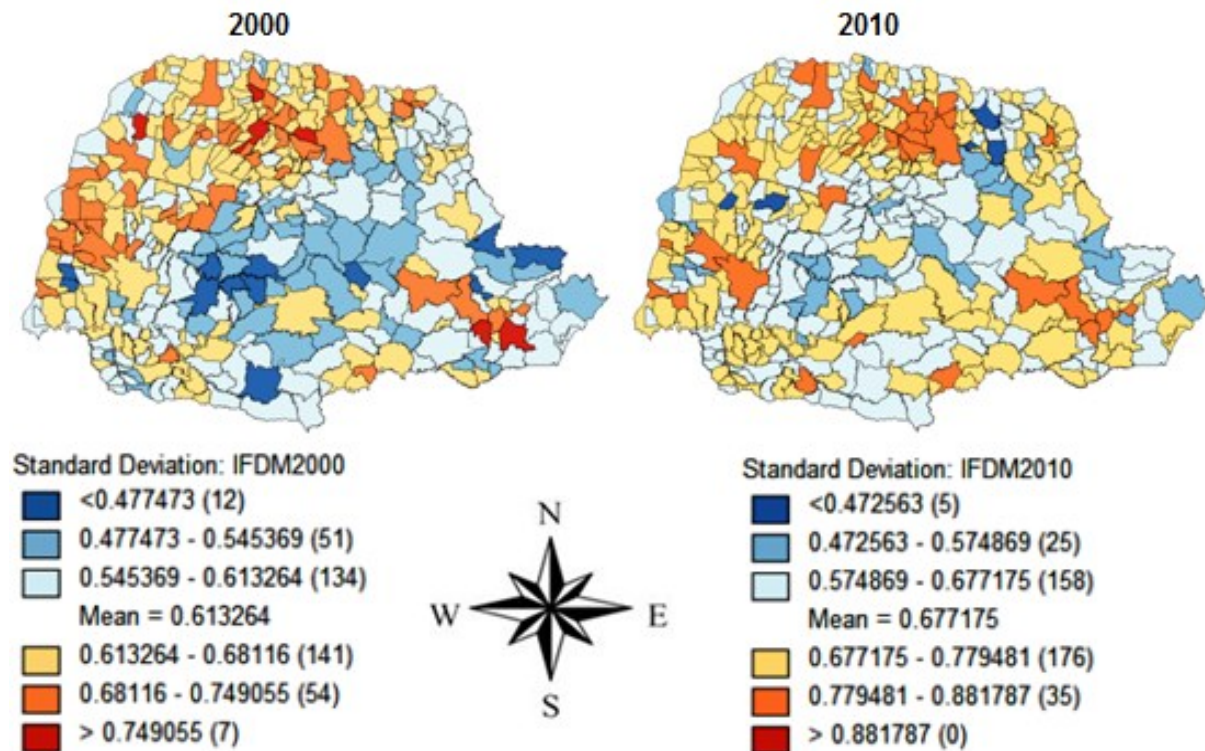 2000
2010
Standard Deviation: IFDM2000
<0.477473 (12)
0.477473 - 0.545369 (51)
0.545369 - 0.613264 (134)
Mean = 0.613264
0.613264 - 0.68116 (141)
0.68116 - 0.749055 (54)
> 0.749055 (7)
N
W
E
S
Standard Deviation: IFDM2010
<0.472563 (5)
0.472563 - 0.574869 (25)
0.574869 - 0.677175 (158)
Mean = 0.677175
0.677175 - 0.779481 (176)
0.779481 - 0.881787 (35)
> 0.881787 (0)